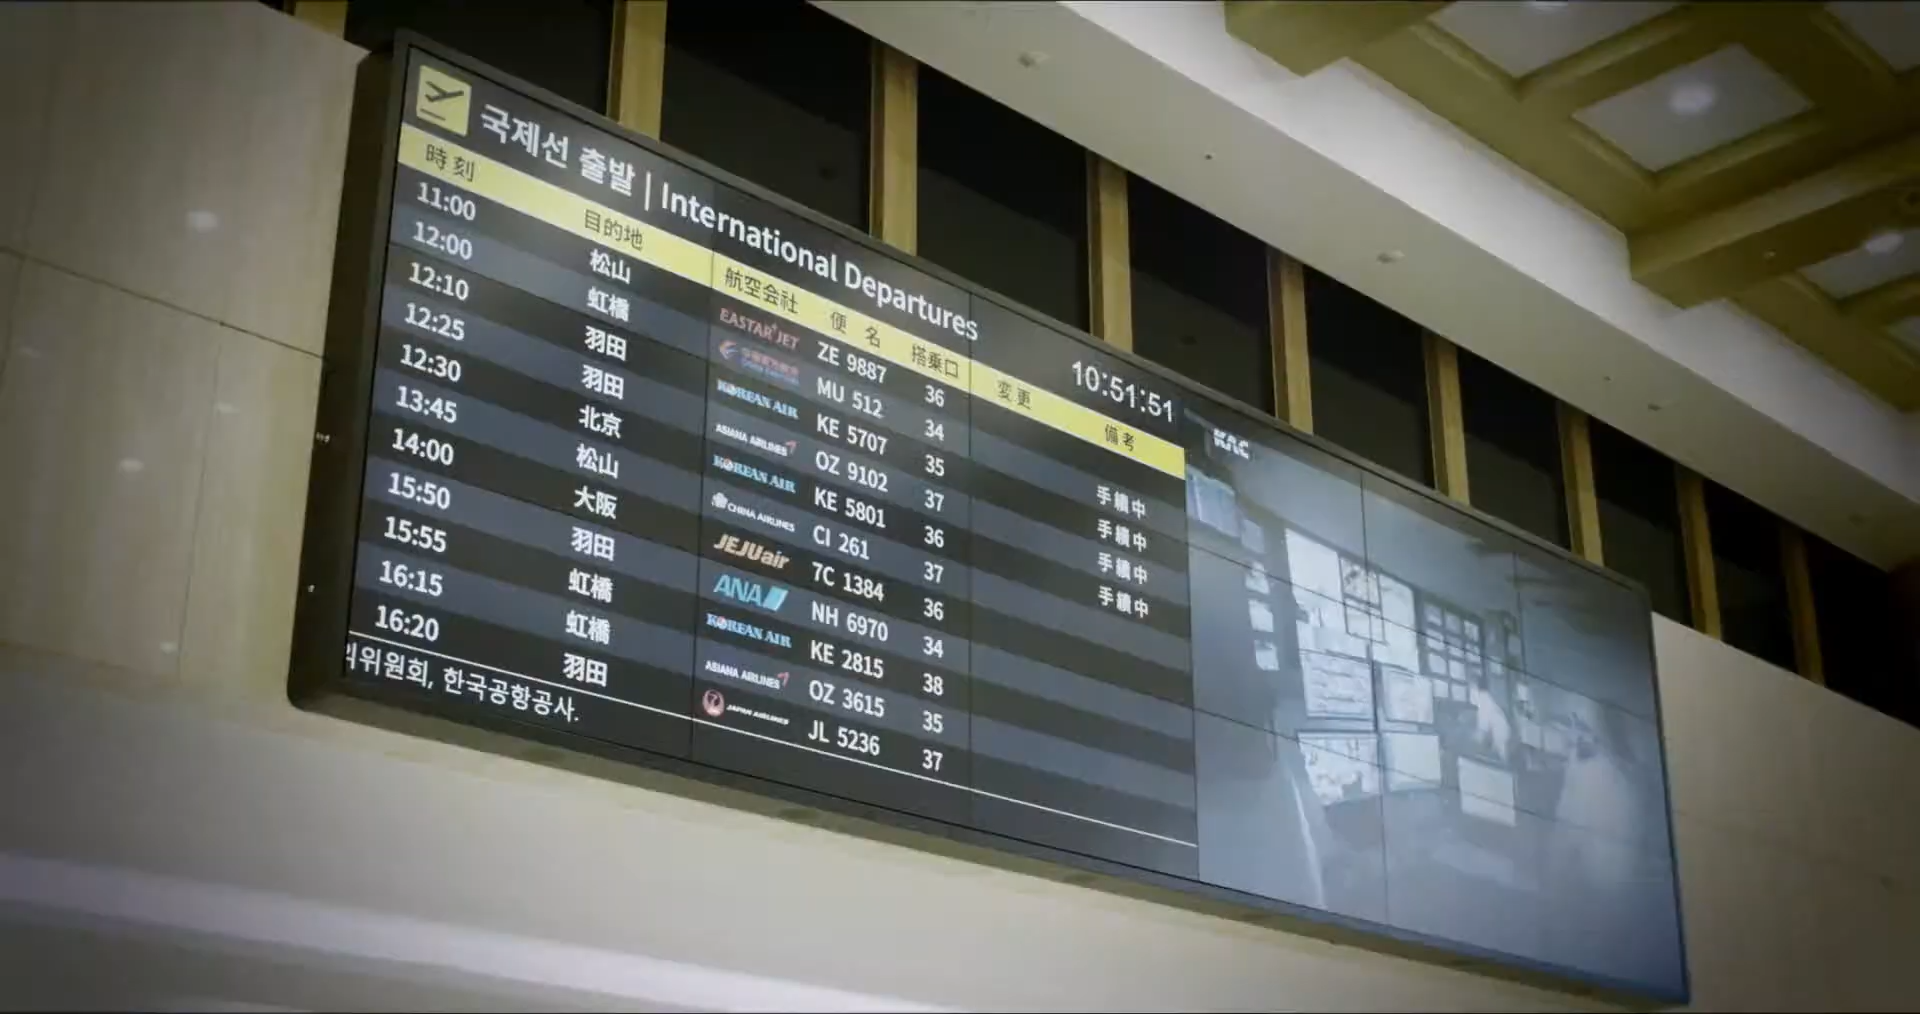 국제선 출발 | International Departures
10:51:51
時刻 目的地 航空会社 便名 搭乗口 変更 備考
11:00 松山 EASTAR JET ZE 9887 36
12:00 虹橋 MU 512 34 手続中
12:10 羽田 KOREAN AIR KE 5707 35 手続中
12:25 羽田 ASIANA AIRLINES OZ 9102 37 手続中
12:30 北京 KOREAN AIR KE 5801 36 手続中
13:45 松山 CHINA AIRLINES CI 261 37
14:00 大阪 JEJUair 7C 1384 36
15:50 羽田 ANA NH 6970 34
15:55 虹橋 KOREAN AIR KE 2815 38
16:15 虹橋 ASIANA AIRLINES OZ 3615 35
16:20 羽田 JAPAN AIRLINES JL 5236 37
위원회, 한국공항공사.